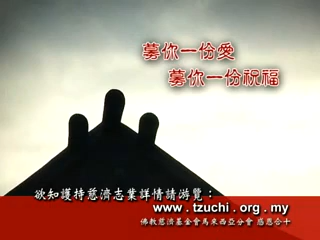 募你一份愛
募你一份祝福
欲知護持慈濟志業詳情請游覽：
www.tzuchi.org.my
佛教慈濟基金會馬來西亞分會 感恩合十